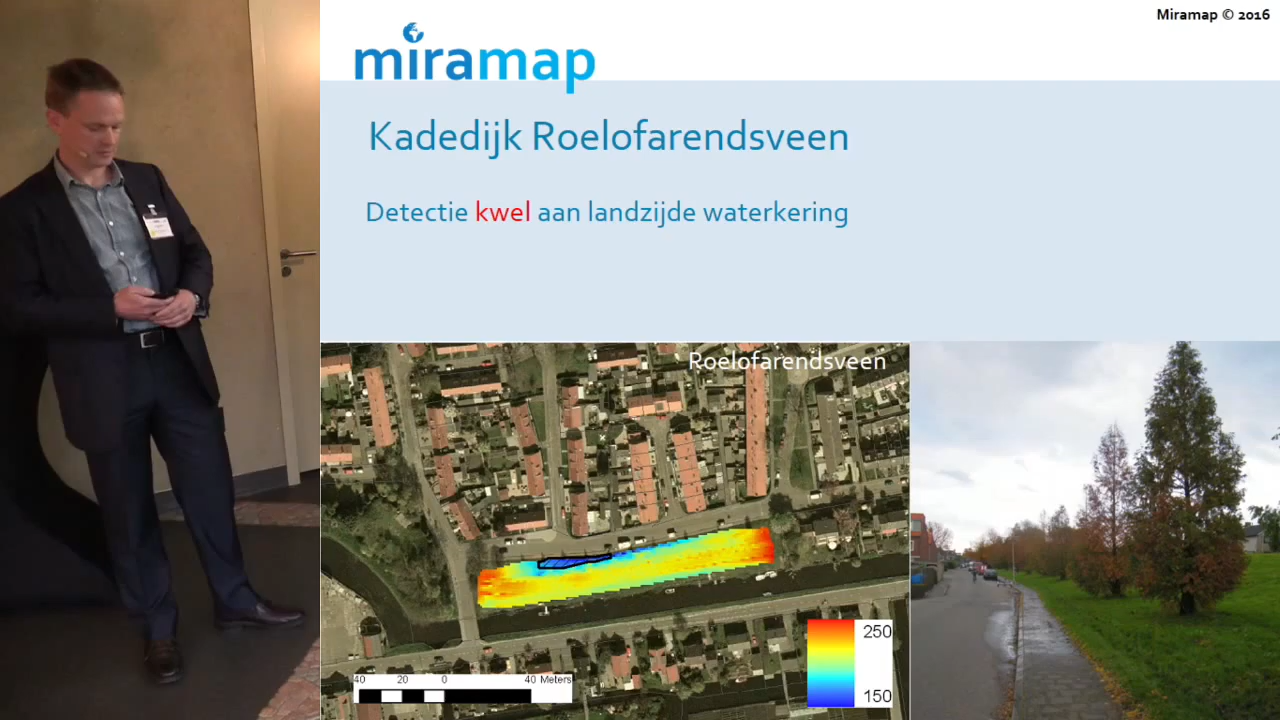 Miramap © 2016
miramap
Kadedijk Roelofarendsveen
Detectie kwel aan landzijde waterkering
Roelofarendsveen
250
150
40 20 0 40 Meters